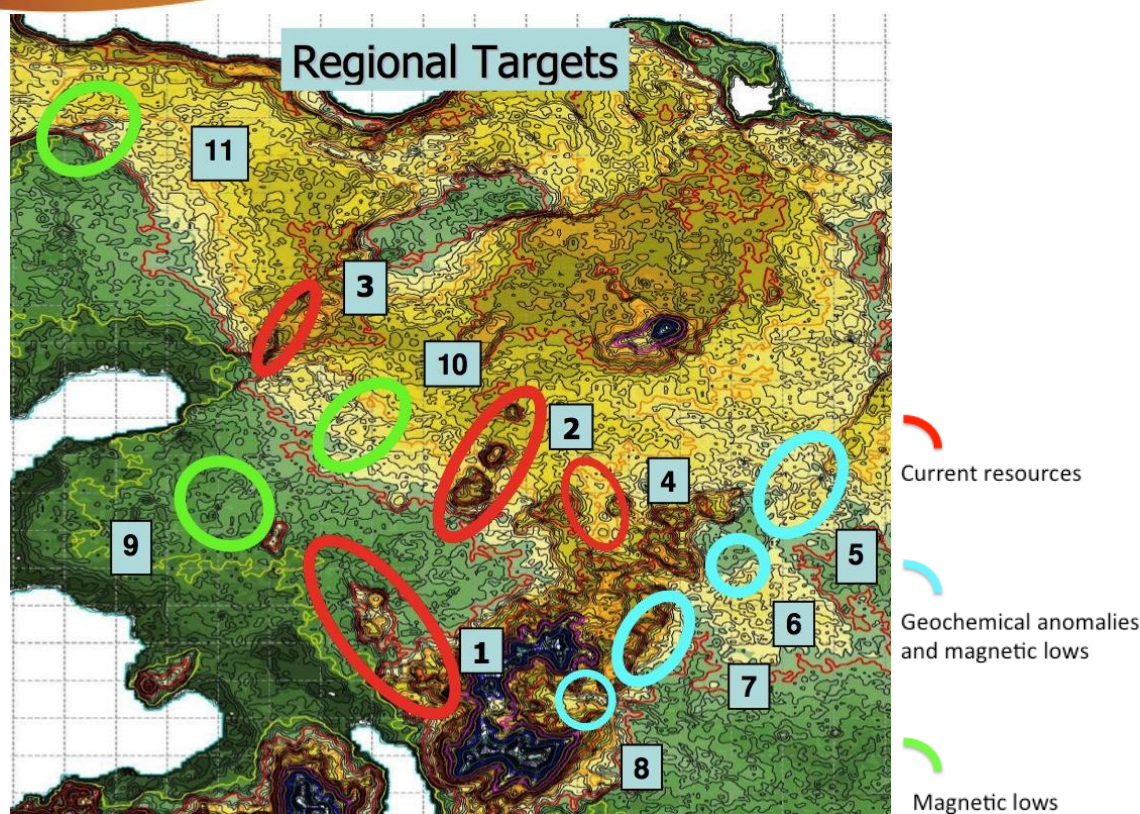 Regional Targets
11
3
10
2
4
9
5
6
1
7
8
Current resources
Geochemical anomalies
and magnetic lows
Magnetic lows